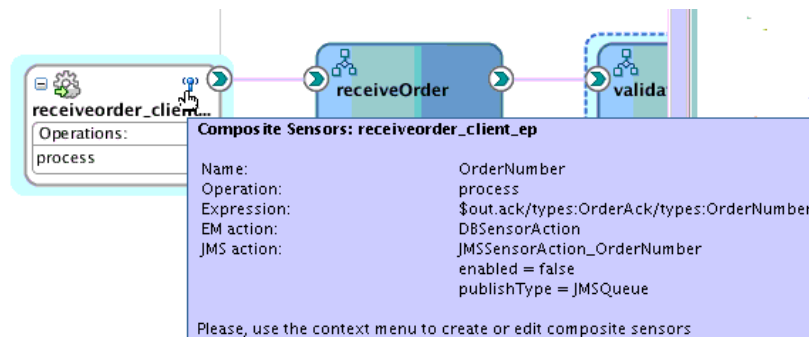 receiveorder_client...
Operations:
process
receiveOrder
valida
Composite Sensors: receiveorder_client_ep
Name: OrderNumber
Operation: process
Expression: $out.ack/types:OrderAck/types:OrderNumber
EM action: DBSensorAction
JMS action: JMSSensorAction_OrderNumber
enabled = false
publishType = JMSQueue
Please, use the context menu to create or edit composite sensors